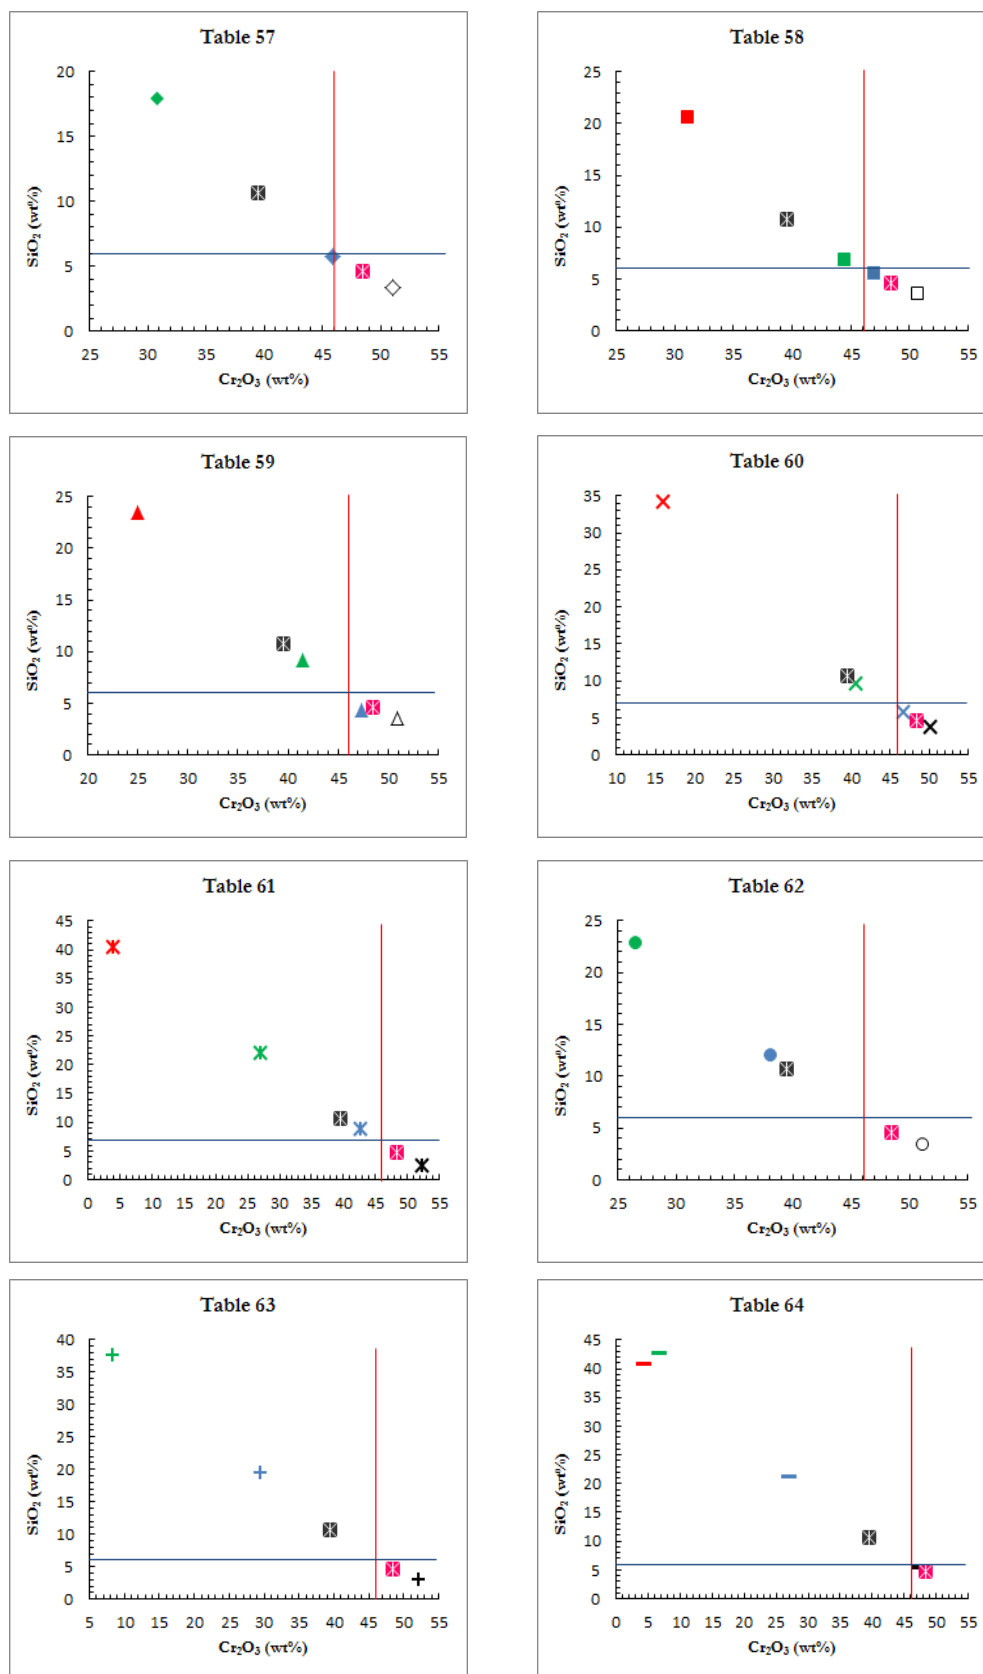 Table 57
20
15
10
5
0
SiO₂ (wt%)
25 30 35 40 45 50 55
Cr₂O₃ (wt%)
Table 58
25
20
15
10
5
0
SiO₂ (wt%)
25 30 35 40 45 50 55
Cr₂O₃ (wt%)
Table 59
25
20
15
10
5
0
SiO₂ (wt%)
20 25 30 35 40 45 50 55
Cr₂O₃ (wt%)
Table 60
35
30
25
20
15
10
5
0
SiO₂ (wt%)
10 15 20 25 30 35 40 45 50 55
Cr₂O₃ (wt%)
Table 61
45
40
35
30
25
20
15
10
5
0
SiO₂ (wt%)
0 5 10 15 20 25 30 35 40 45 50 55
Cr₂O₃ (wt%)
Table 62
25
20
15
10
5
0
SiO₂ (wt%)
25 30 35 40 45 50 55
Cr₂O₃ (wt%)
Table 63
40
35
30
25
20
15
10
5
0
SiO₂ (wt%)
5 10 15 20 25 30 35 40 45 50 55
Cr₂O₃ (wt%)
Table 64
45
40
35
30
25
20
15
10
5
0
SiO₂ (wt%)
0 5 10 15 20 25 30 35 40 45 50 55
Cr₂O₃ (wt%)